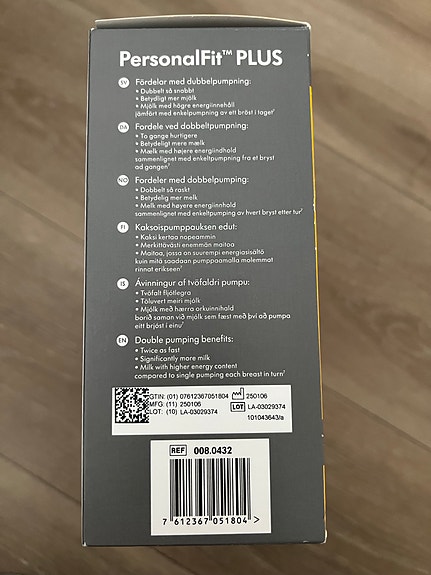 PersonalFit™ PLUS
SV Fördelar med dubbelpumpning:
• Dubbelt så snabbt
• Betydligt mer mjölk
• Mjölk med högre energiinnehåll
jämfört med enkelpumpning av ett bröst i taget¹
DA Fordele ved dobbeltpumpning:
• To gange hurtigere
• Betydeligt mere mælk
• Mælk med højere energiindhold
sammenlignet med enkeltpumpning fra et bryst
ad gangen¹
NO Fordeler med dobbelpumping:
• Dobbelt så raskt
• Betydelig mer melk
• Melk med høyere energiinnhold
sammenlignet med enkelpumping av hvert bryst etter tur¹
FI Kaksoispumppauksen edut:
• Kaksi kertaa nopeammin
• Merkittävästi enemmän maitoa
• Maitoa, jossa on suurempi energiasisältö
kuin mitä saadaan pumppaamalla molemmat
rinnat erikseen¹
IS Ávinningur af tvöfaldri pumpu:
• Tvöfalt fljótlegra
• Töluvert meiri mjólk
• Mjólk með hærra orkuinnihald
borið saman við mjólk sem fæst með því að pumpa
eitt brjóst í einu¹
EN Double pumping benefits:
• Twice as fast
• Significantly more milk
• Milk with higher energy content
compared to single pumping each breast in turn¹
GTIN: (01) 07612367051804 250106
MFG: (11) 250106
LOT: (10) LA-03029374 LOT LA-03029374
101043643/a
REF 008.0432
7 612367 051804 >